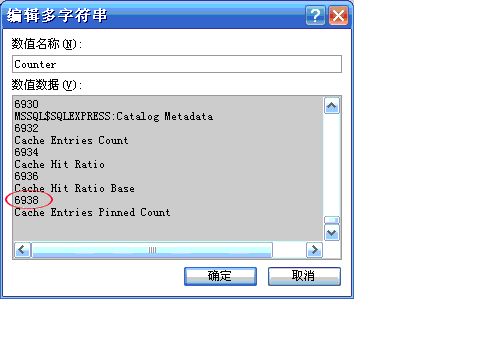 编辑多字符串
数值名称(N):
Counter
数值数据(V):
6930
MSSQL$SQLEXPRESS:Catalog Metadata
6932
Cache Entries Count
6934
Cache Hit Ratio
6936
Cache Hit Ratio Base
6938
Cache Entries Pinned Count
确定 取消